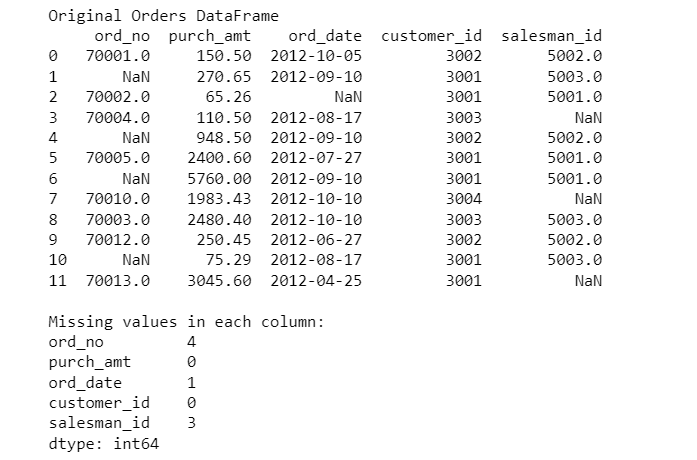 Original Orders DataFrame
ord_no purch_amt ord_date customer_id salesman_id
0 70001.0 150.50 2012-10-05 3002 5002.0
1 NaN 270.65 2012-09-10 3001 5003.0
2 70002.0 65.26 NaN 3001 5001.0
3 70004.0 110.50 2012-08-17 3003 NaN
4 NaN 948.50 2012-09-10 3002 5002.0
5 70005.0 2400.60 2012-07-27 3001 5001.0
6 NaN 5760.00 2012-09-10 3001 5001.0
7 70010.0 1983.43 2012-10-10 3004 NaN
8 70003.0 2480.40 2012-10-10 3003 5003.0
9 70012.0 250.45 2012-06-27 3002 5002.0
10 NaN 75.29 2012-08-17 3001 5003.0
11 70013.0 3045.60 2012-04-25 3001 NaN
Missing values in each column:
ord_no 4
purch_amt 0
ord_date 1
customer_id 0
salesman_id 3
dtype: int64